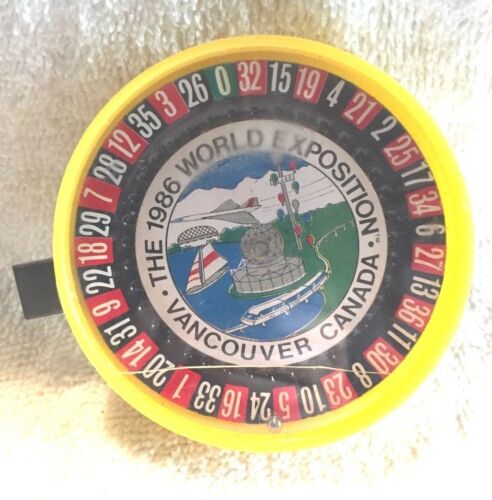 THE 1986 WORLD EXPOSITION™
VANCOUVER CANADA
0 32 15 19 4 21 2 25 17 34 6 27 13 36 11 30 8 23 10 5 24 16 33 1 20 14 31 9 22 18 29 7 28 12 35 3 26